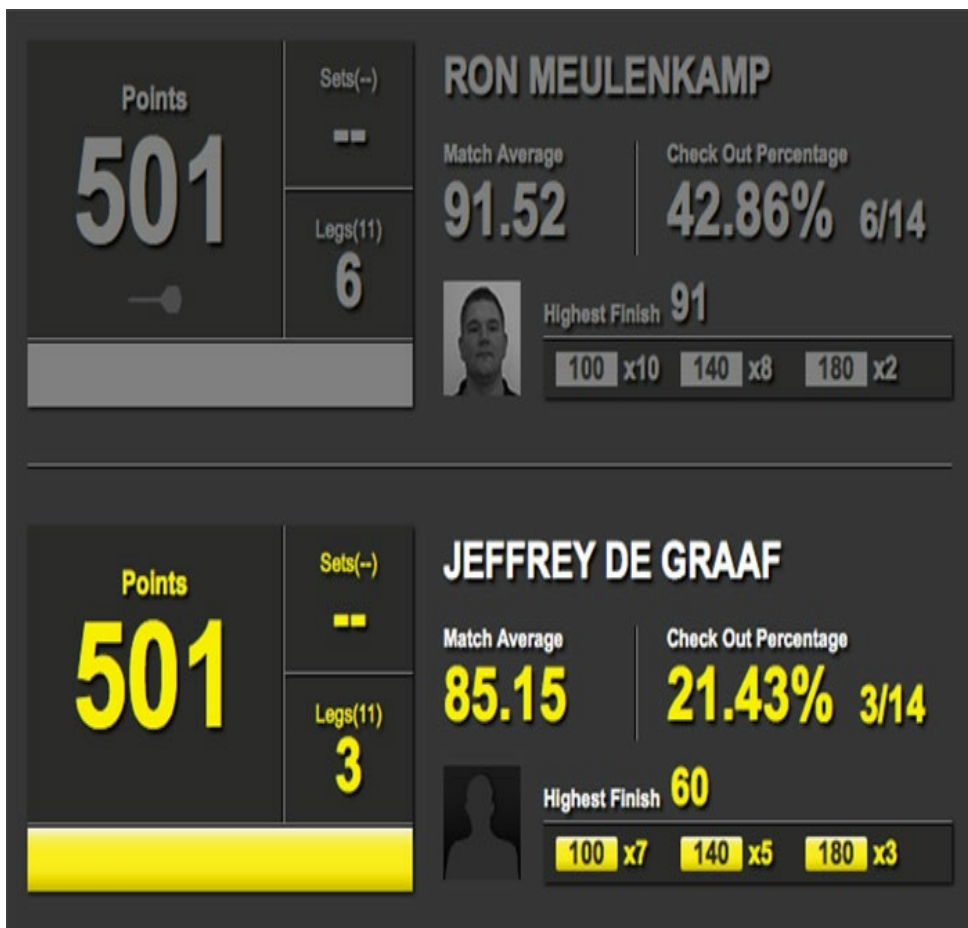 RON MEULENKAMP
Points
501
Sets(--)
--
Legs(11)
6
Match Average
91.52
Check Out Percentage
42.86% 6/14
Highest Finish 91
100 x10 140 x8 180 x2
JEFFREY DE GRAAF
Points
501
Sets(--)
--
Legs(11)
3
Match Average
85.15
Check Out Percentage
21.43% 3/14
Highest Finish 60
100 x7 140 x5 180 x3